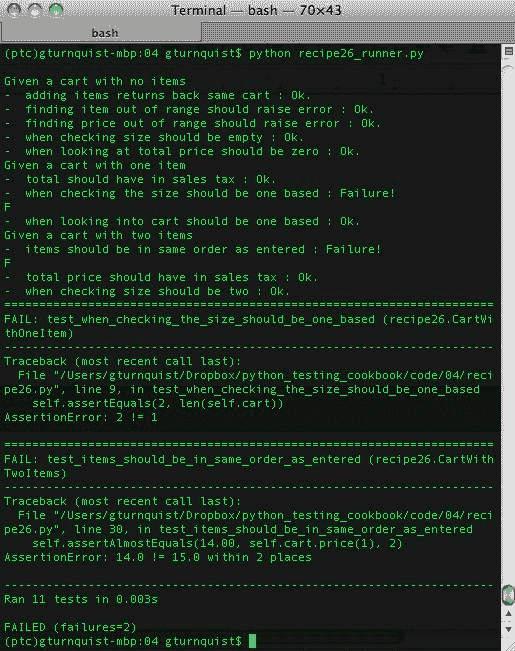 Terminal — bash — 70×43
bash
(ptc)gturnquist-mbp:04 gturnquist$ python recipe26_runner.py
Given a cart with no items
-  adding items returns back same cart : Ok.
-  finding item out of range should raise error : Ok.
-  finding price out of range should raise error : Ok.
-  when checking size should be empty : Ok.
-  when looking at total price should be zero : Ok.
Given a cart with one item
-  total should have in sales tax : Ok.
-  when checking the size should be one based : Failure!
F
-  when looking into cart should be one based : Ok.
Given a cart with two items
-  items should be in same order as entered : Failure!
F
-  total price should have in sales tax : Ok.
-  when checking size should be two : Ok.
======================================================================
FAIL: test_when_checking_the_size_should_be_one_based (recipe26.CartWi
thOneItem)
----------------------------------------------------------------------
Traceback (most recent call last):
  File "/Users/gturnquist/Dropbox/python_testing_cookbook/code/04/reci
pe26.py", line 9, in test_when_checking_the_size_should_be_one_based
    self.assertEquals(2, len(self.cart))
AssertionError: 2 != 1
======================================================================
FAIL: test_items_should_be_in_same_order_as_entered (recipe26.CartWith
TwoItems)
----------------------------------------------------------------------
Traceback (most recent call last):
  File "/Users/gturnquist/Dropbox/python_testing_cookbook/code/04/reci
pe26.py", line 30, in test_items_should_be_in_same_order_as_entered
    self.assertAlmostEquals(14.00, self.cart.price(1), 2)
AssertionError: 14.0 != 15.0 within 2 places
----------------------------------------------------------------------
Ran 11 tests in 0.003s
FAILED (failures=2)
(ptc)gturnquist-mbp:04 gturnquist$